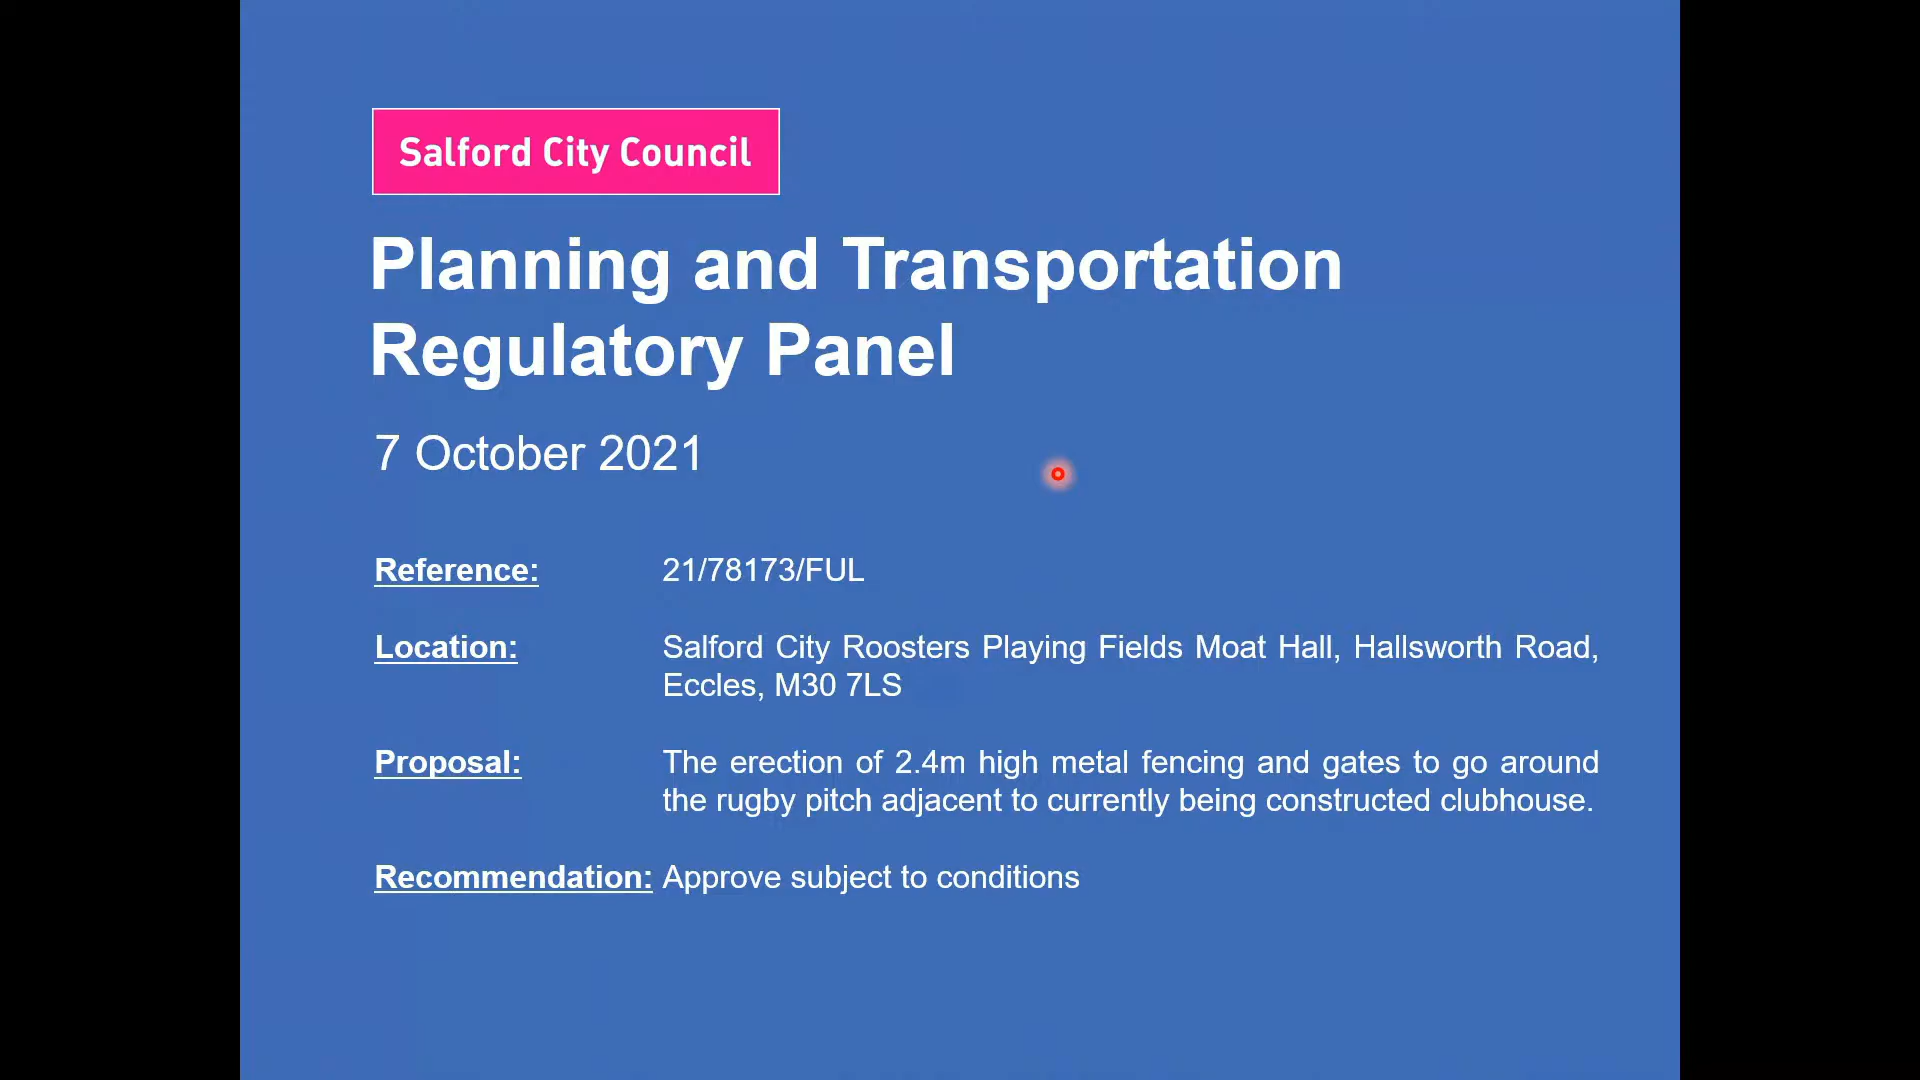 Salford City Council
Planning and Transportation
Regulatory Panel
7 October 2021
Reference: 21/78173/FUL
Location: Salford City Roosters Playing Fields Moat Hall, Hallsworth Road,
Eccles, M30 7LS
Proposal: The erection of 2.4m high metal fencing and gates to go around
the rugby pitch adjacent to currently being constructed clubhouse.
Recommendation: Approve subject to conditions